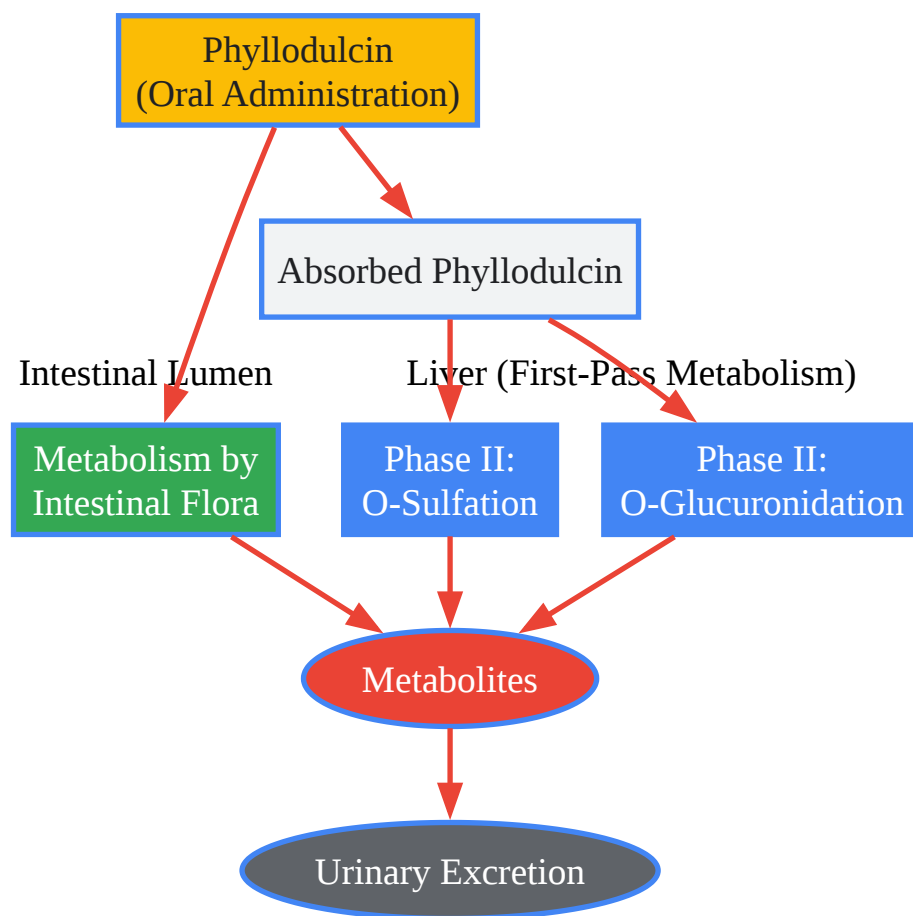 Phyllodulcin
(Oral Administration)
Absorbed Phyllodulcin
Intestinal Lumen
Liver (First-Pass Metabolism)
Metabolism by
Intestinal Flora
Phase II:
O-Sulfation
Phase II:
O-Glucuronidation
Metabolites
Urinary Excretion